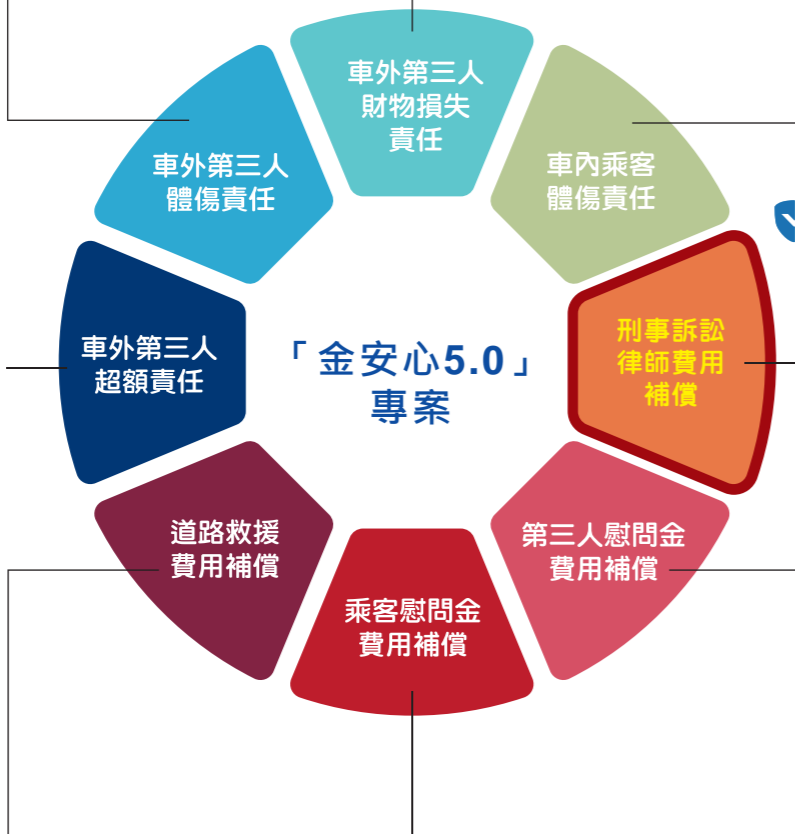 車外第三人
財物損失
責任
車內乘客
體傷責任
刑事訴訟
律師費用
補償
第三人慰問金
費用補償
乘客慰問金
費用補償
道路救援
費用補償
車外第三人
超額責任
車外第三人
體傷責任
「金安心5.0」
專案